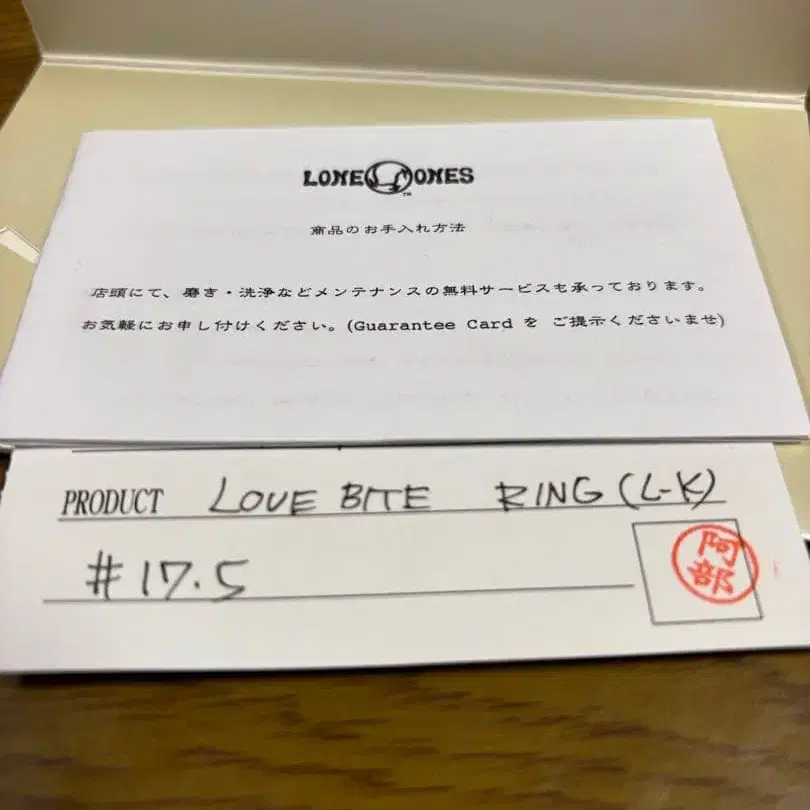 LONE ONES
TM
商品のお手入れ方法
店頭にて、磨き・洗浄などメンテナンスの無料サービスも承っております。
お気軽にお申し付けください。(Guarantee Card を ご提示くださいませ)
PRODUCT LOVE BITE RING (L-K)
#17.5
阿部